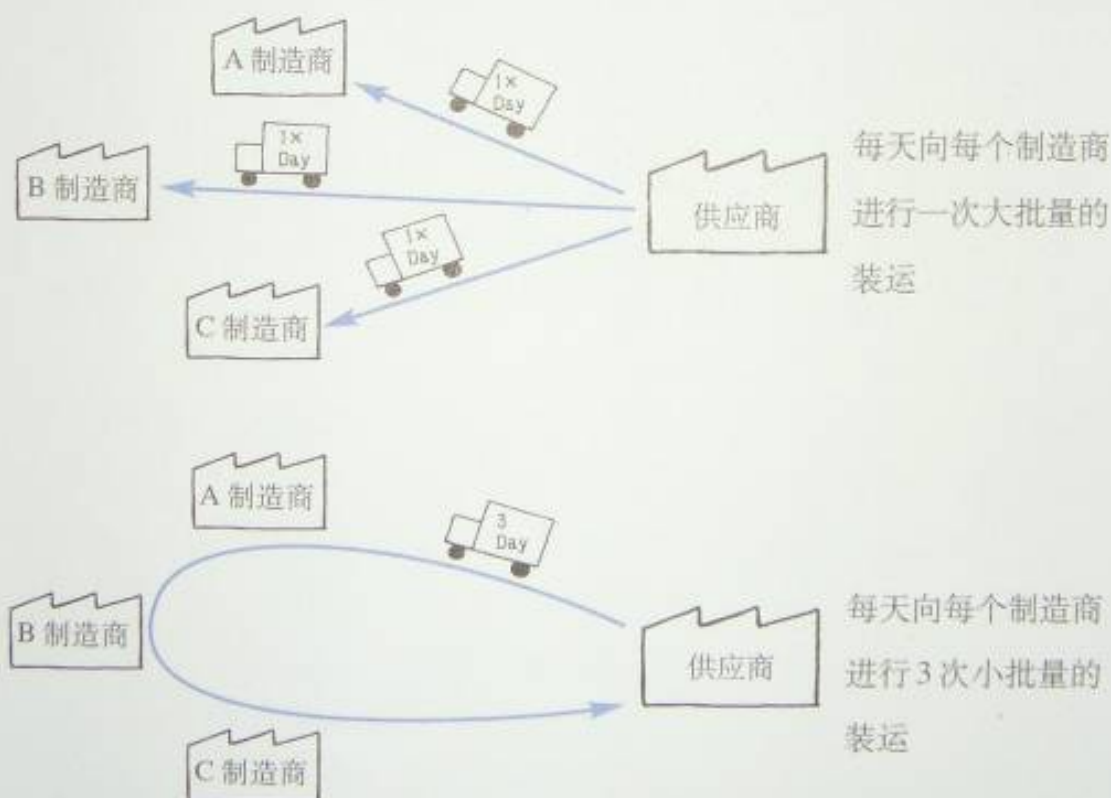 A 制造商
1×
Day
1×
Day
B 制造商
供应商
每天向每个制造商
进行一次大批量的
装运
1×
Day
C 制造商
A 制造商
3
Day
B 制造商
供应商
每天向每个制造商
进行 3 次小批量的
装运
C 制造商